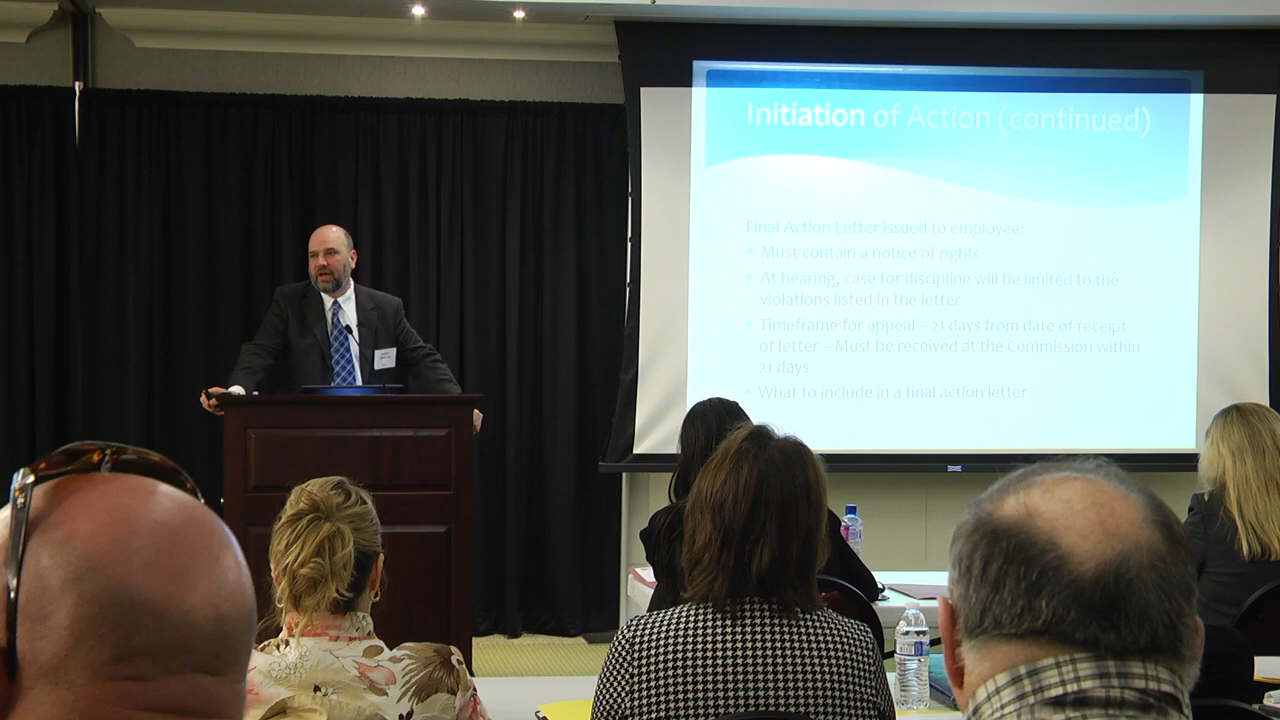 Initiation of Action (continued)
Final Action Letter issued to employee:
Must contain a notice of rights
At hearing, case for discipline will be limited to the
violations listed in the letter
Timeframe for appeal – 21 days from date of receipt
of letter – Must be received at the Commission within
21 days
What to include in a final action letter